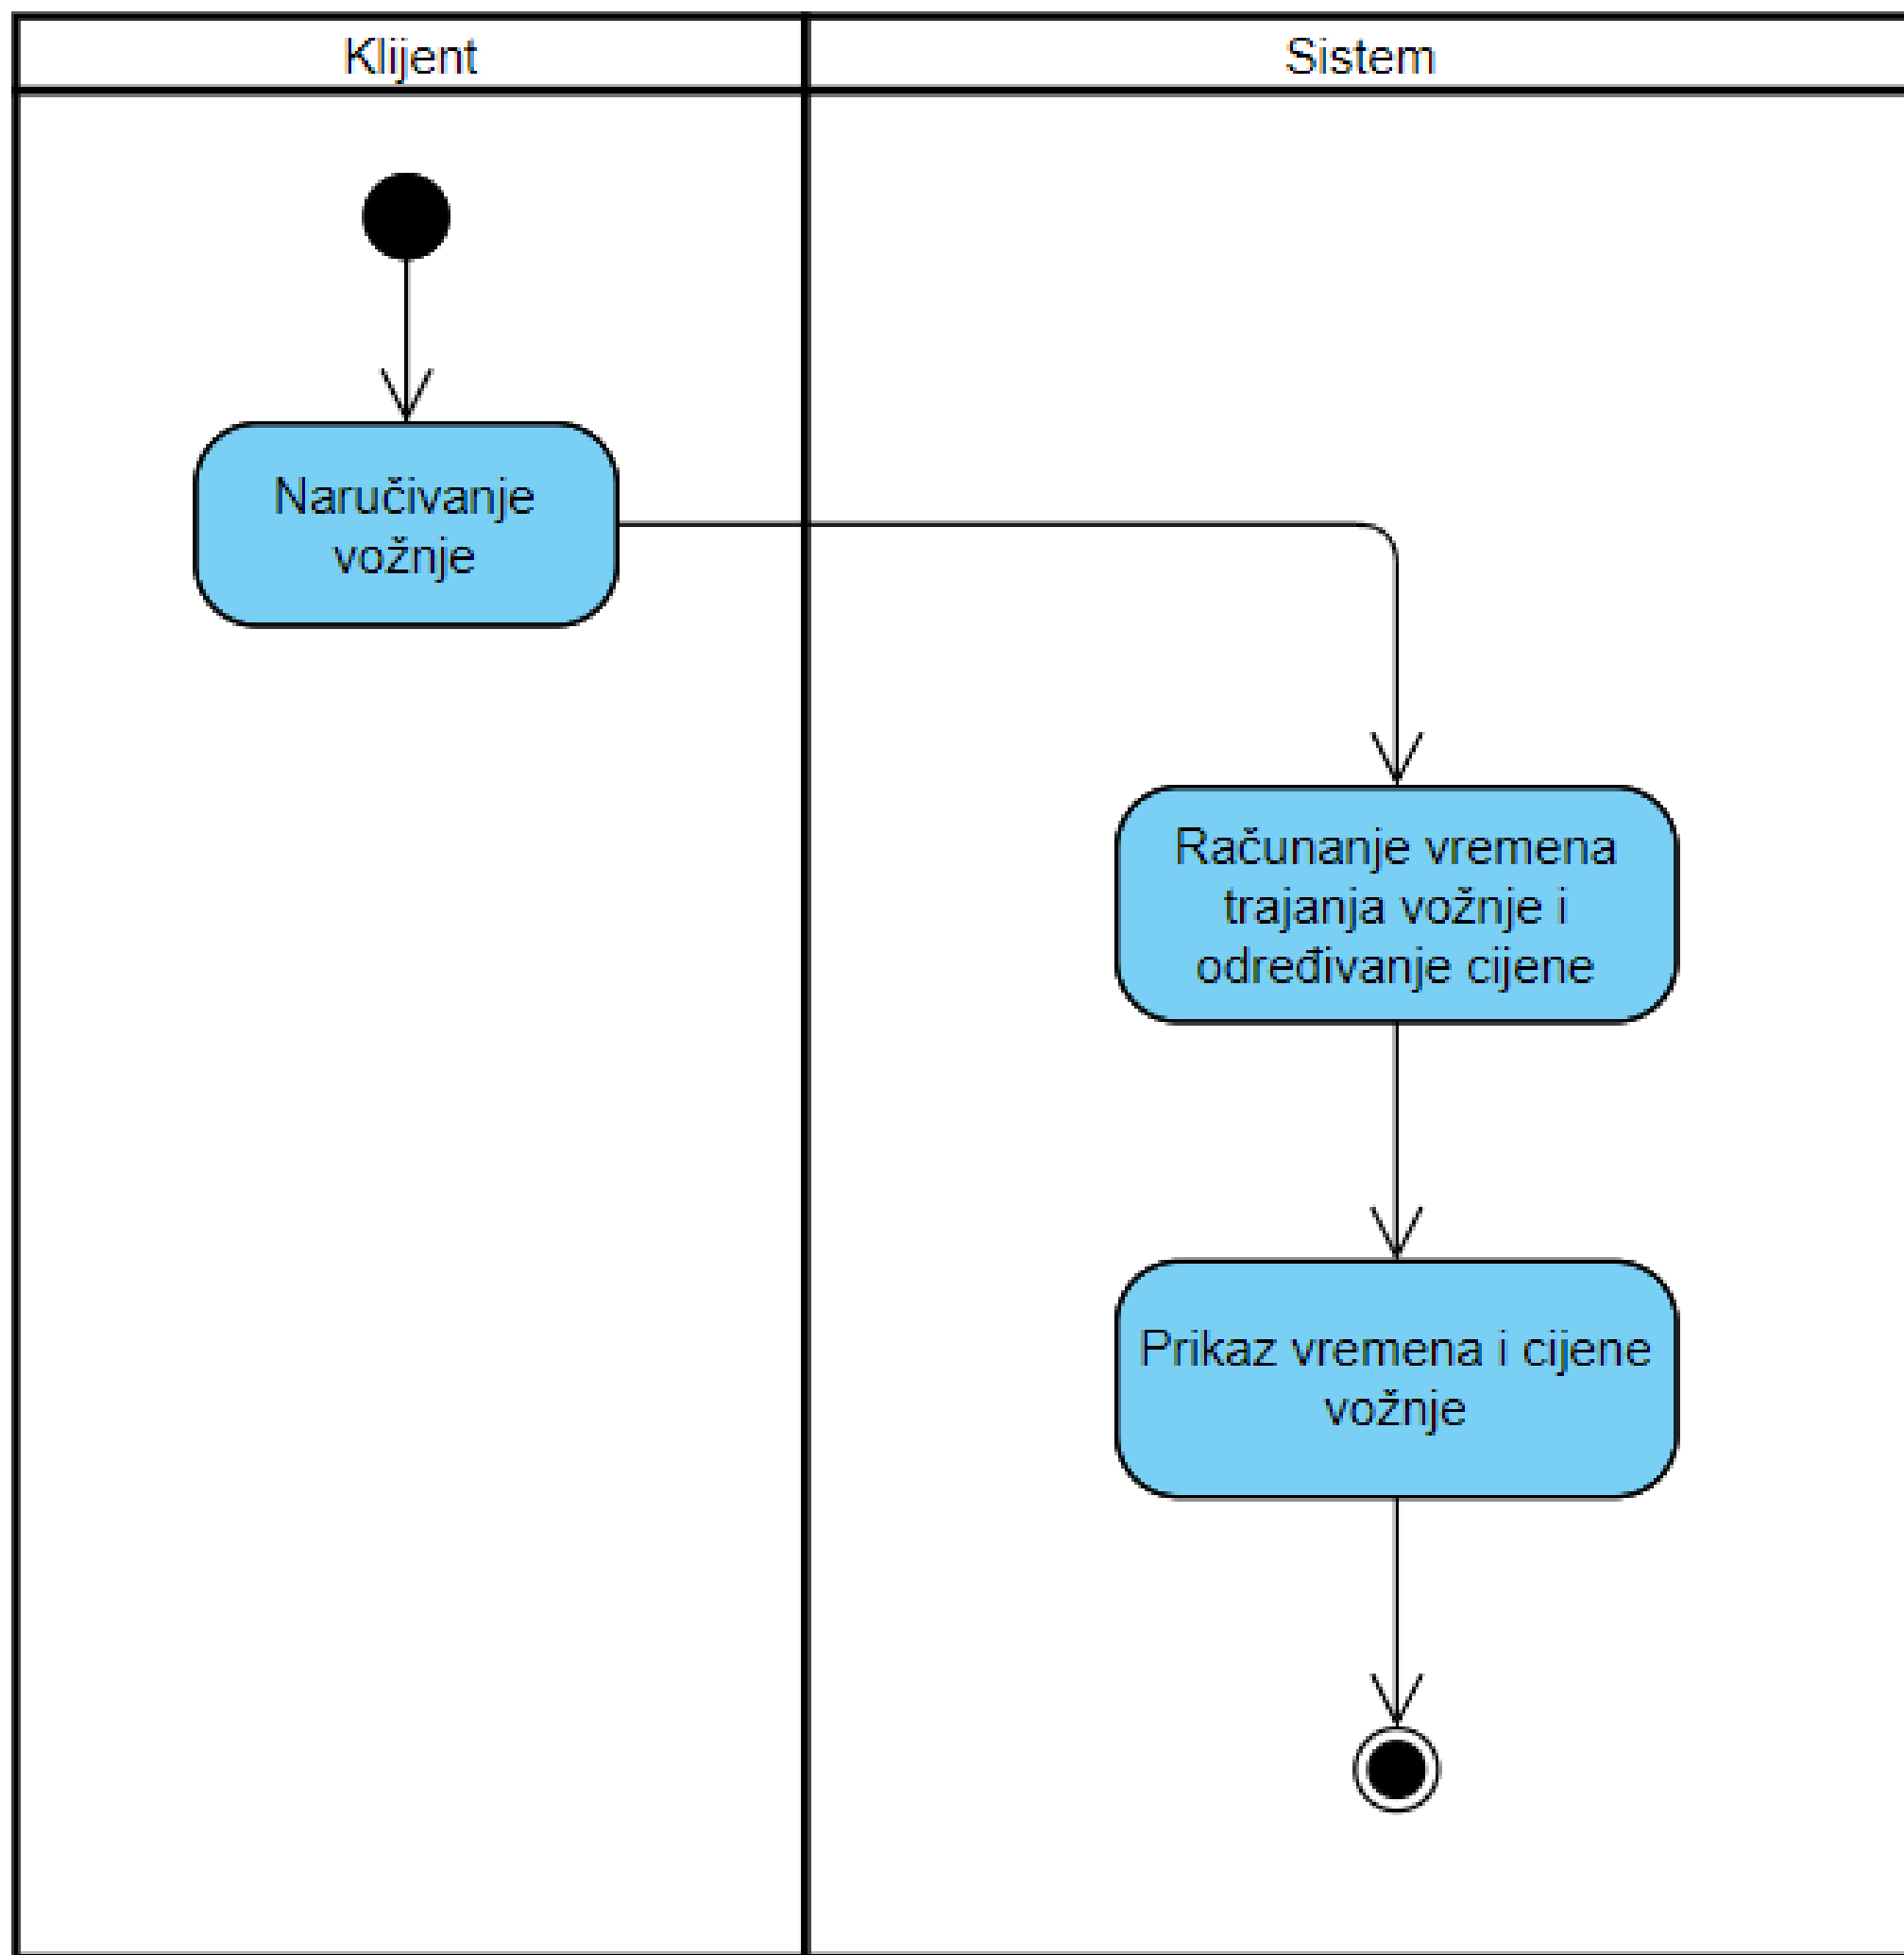 Klijent
Sistem
Naručivanje
vožnje
Računanje vremena
trajanja vožnje i
određivanje cijene
Prikaz vremena i cijene
vožnje